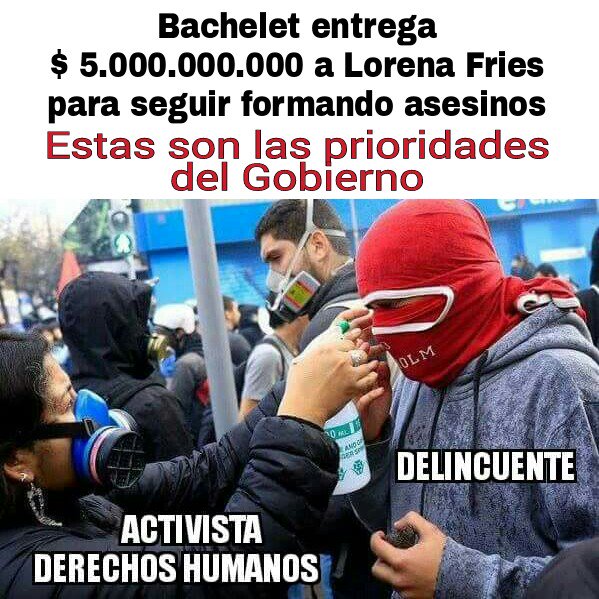 Bachelet entrega
$ 5.000.000.000 a Lorena Fries
para seguir formando asesinos
Estas son las prioridades
del Gobierno
OLM
DELINCUENTE
ACTIVISTA
DERECHOS HUMANOS